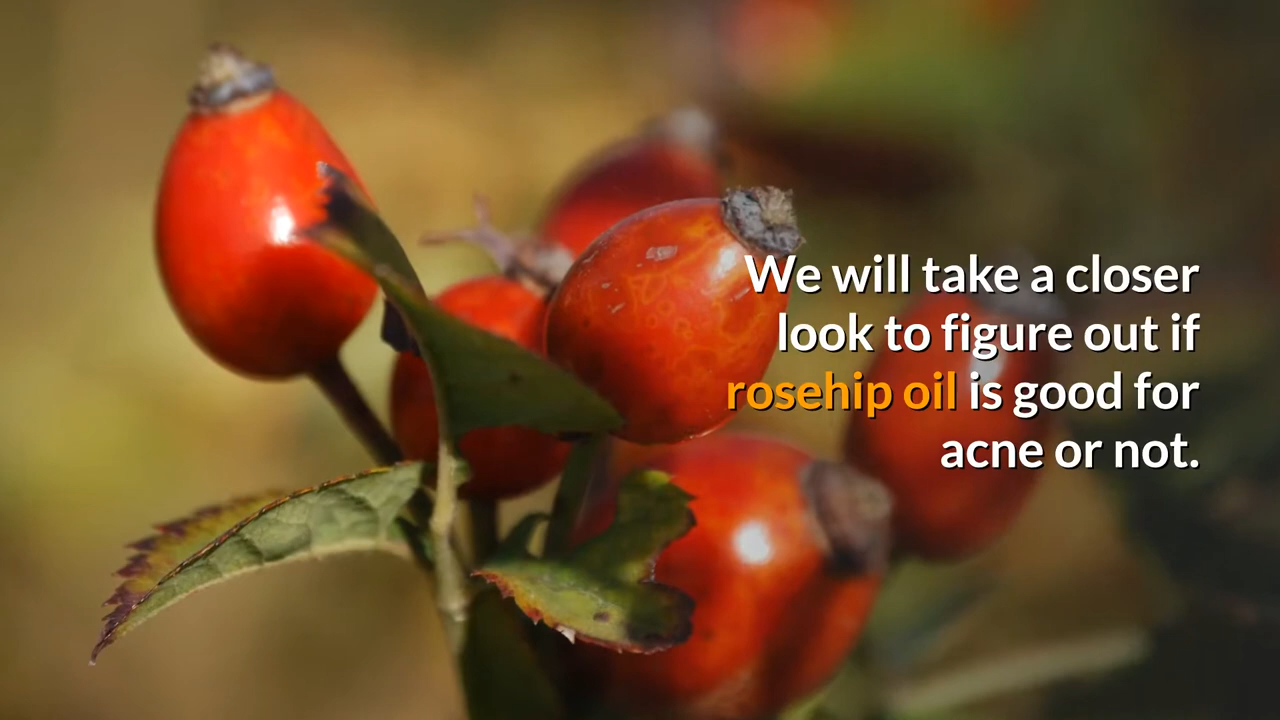 We will take a closer
look to figure out if
rosehip oil is good for
acne or not.